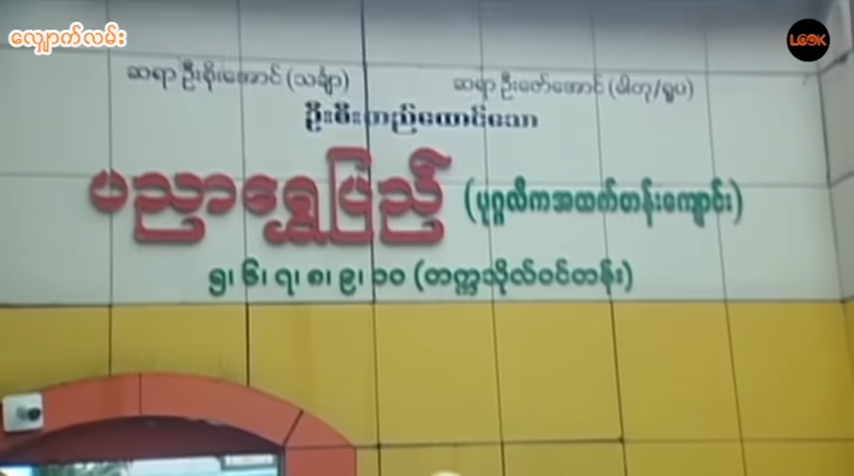 လျှောက်လမ်း
LOOK
ဆရာဦးစိုးအောင် (သင်္ချာ) ဆရာဦးဇော်အောင် (ဓါတု/ရူပ)
ဦးစီးတည်ထောင်သော
ပညာရွှေပြည် (ပုဂ္ဂလိကအထက်တန်းကျောင်း)
၅၊ ၆၊ ၇၊ ၈၊ ၉၊ ၁၀ (တက္ကသိုလ်ဝင်တန်း)